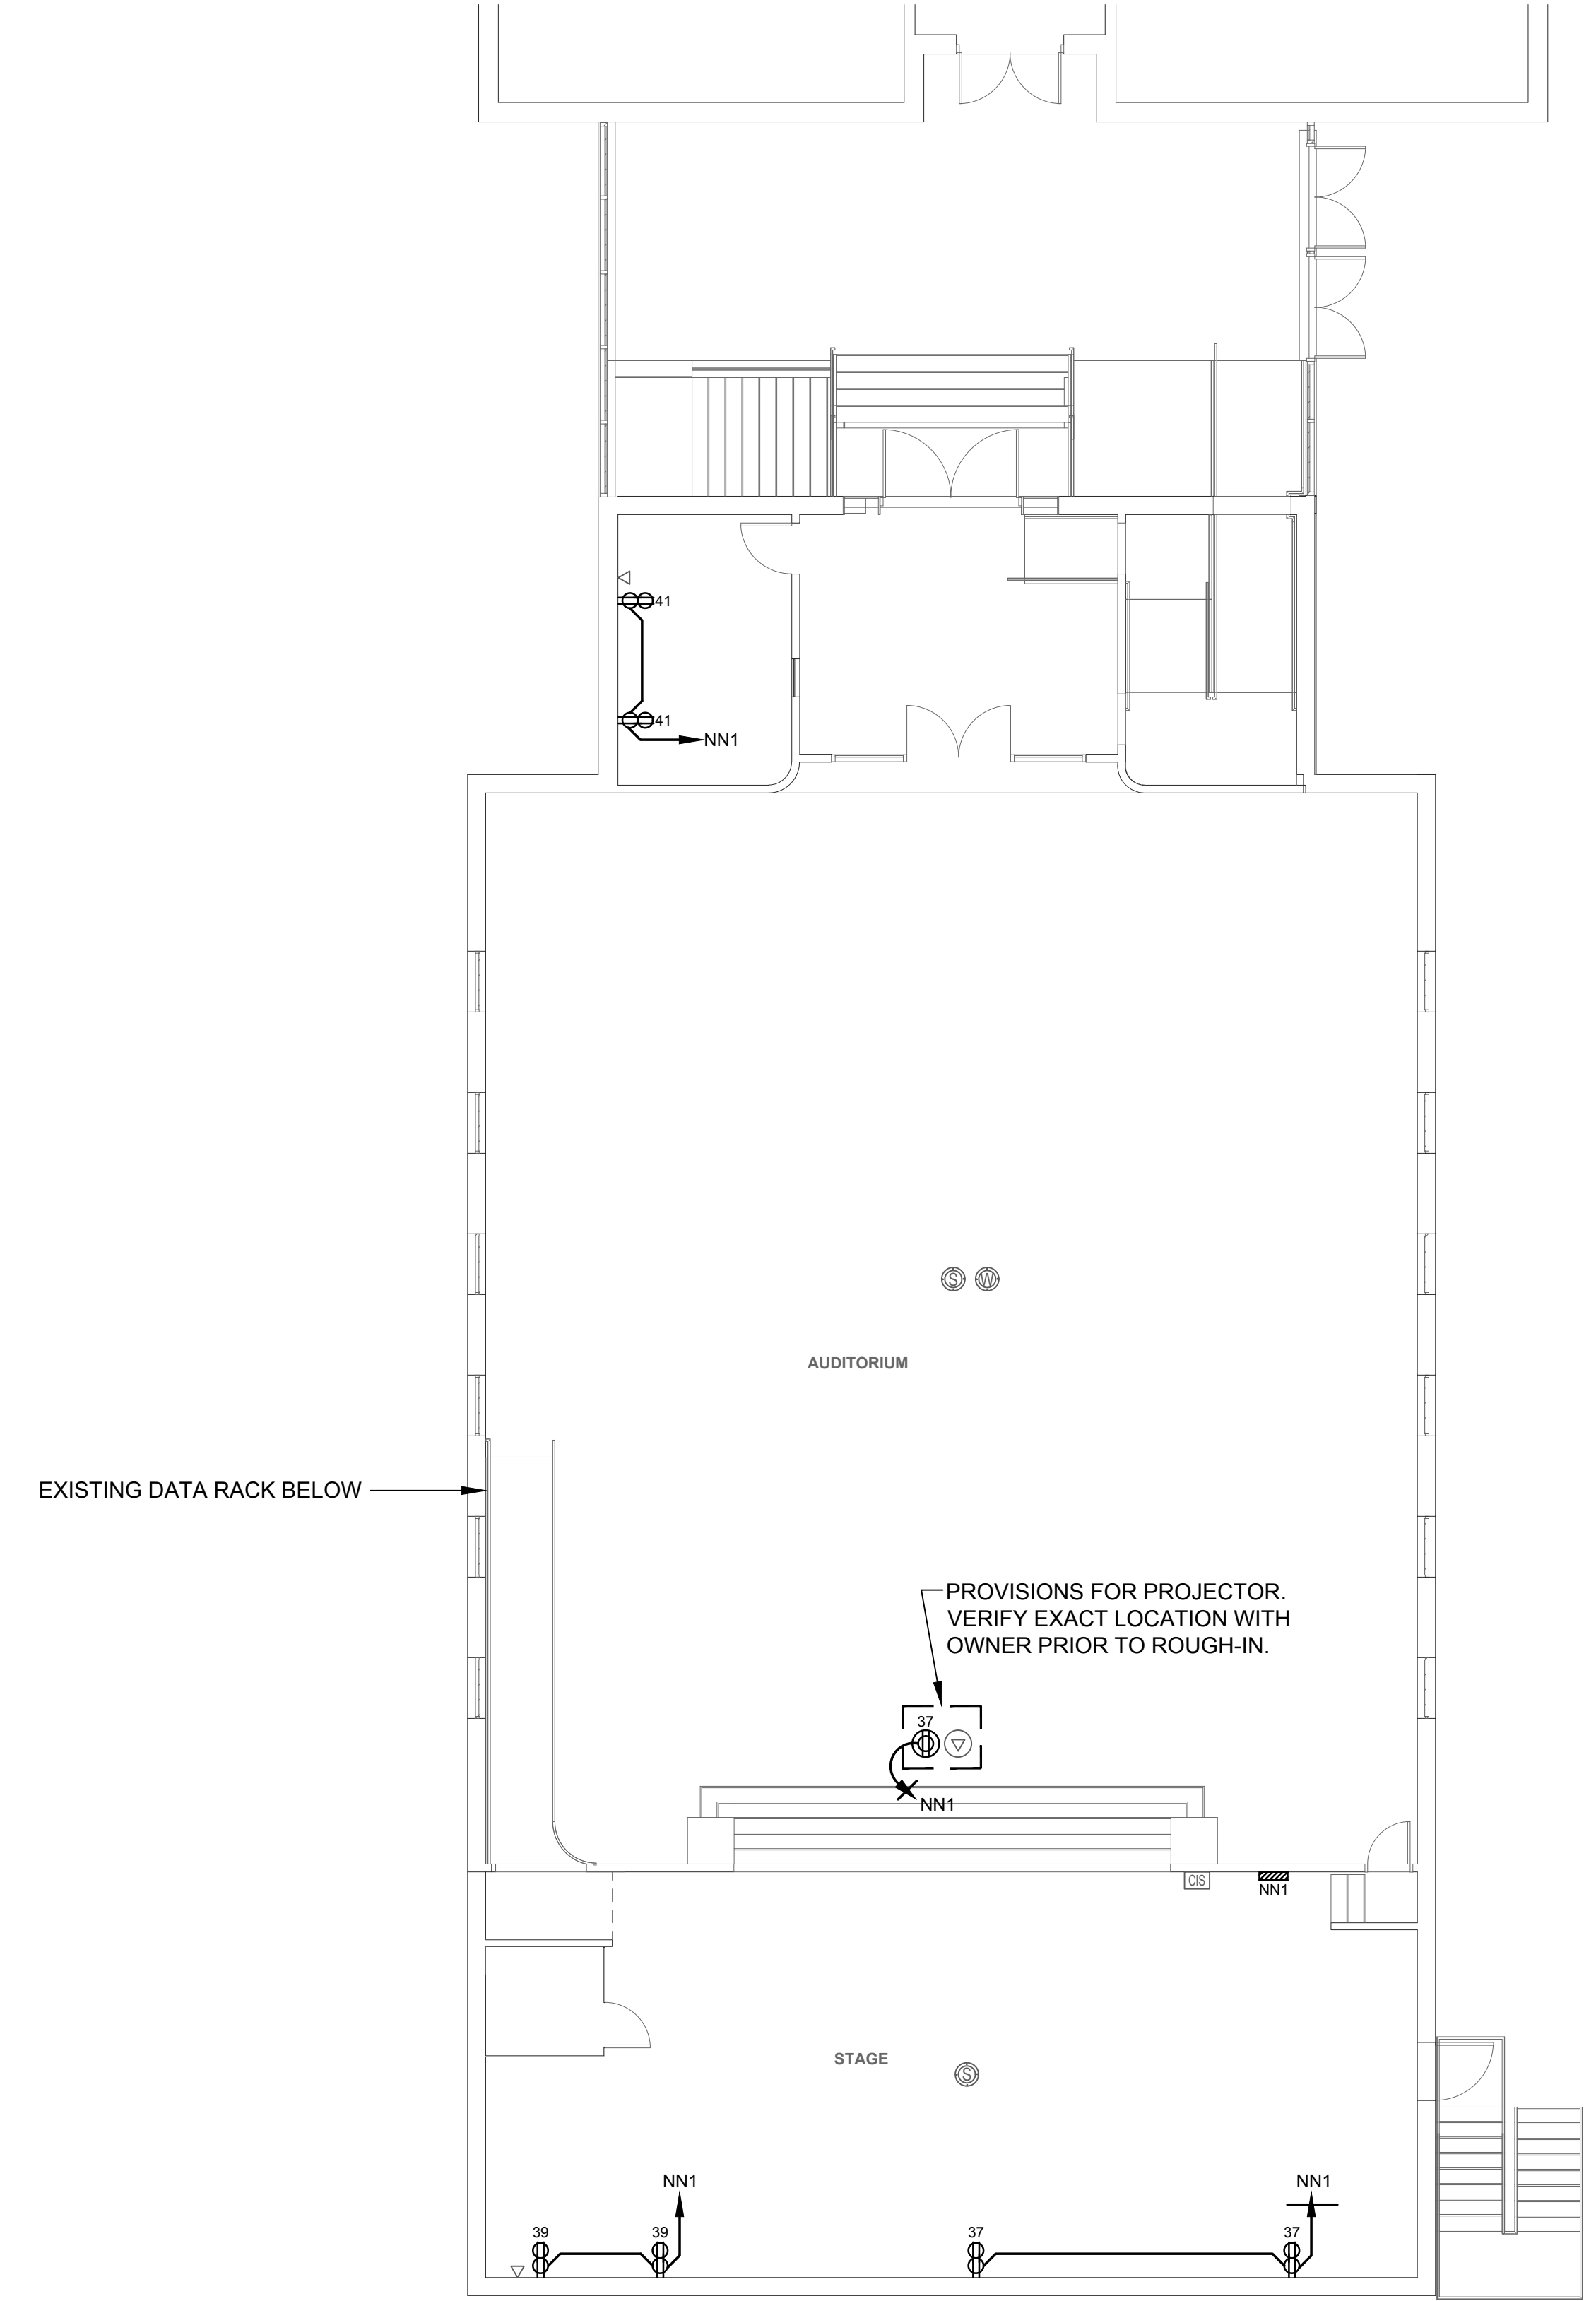 41
41
NN1
S W
AUDITORIUM
EXISTING DATA RACK BELOW
PROVISIONS FOR PROJECTOR.
VERIFY EXACT LOCATION WITH
OWNER PRIOR TO ROUGH-IN.
37
NN1
CIS
NN1
STAGE
S
NN1
NN1
39
39
37
37